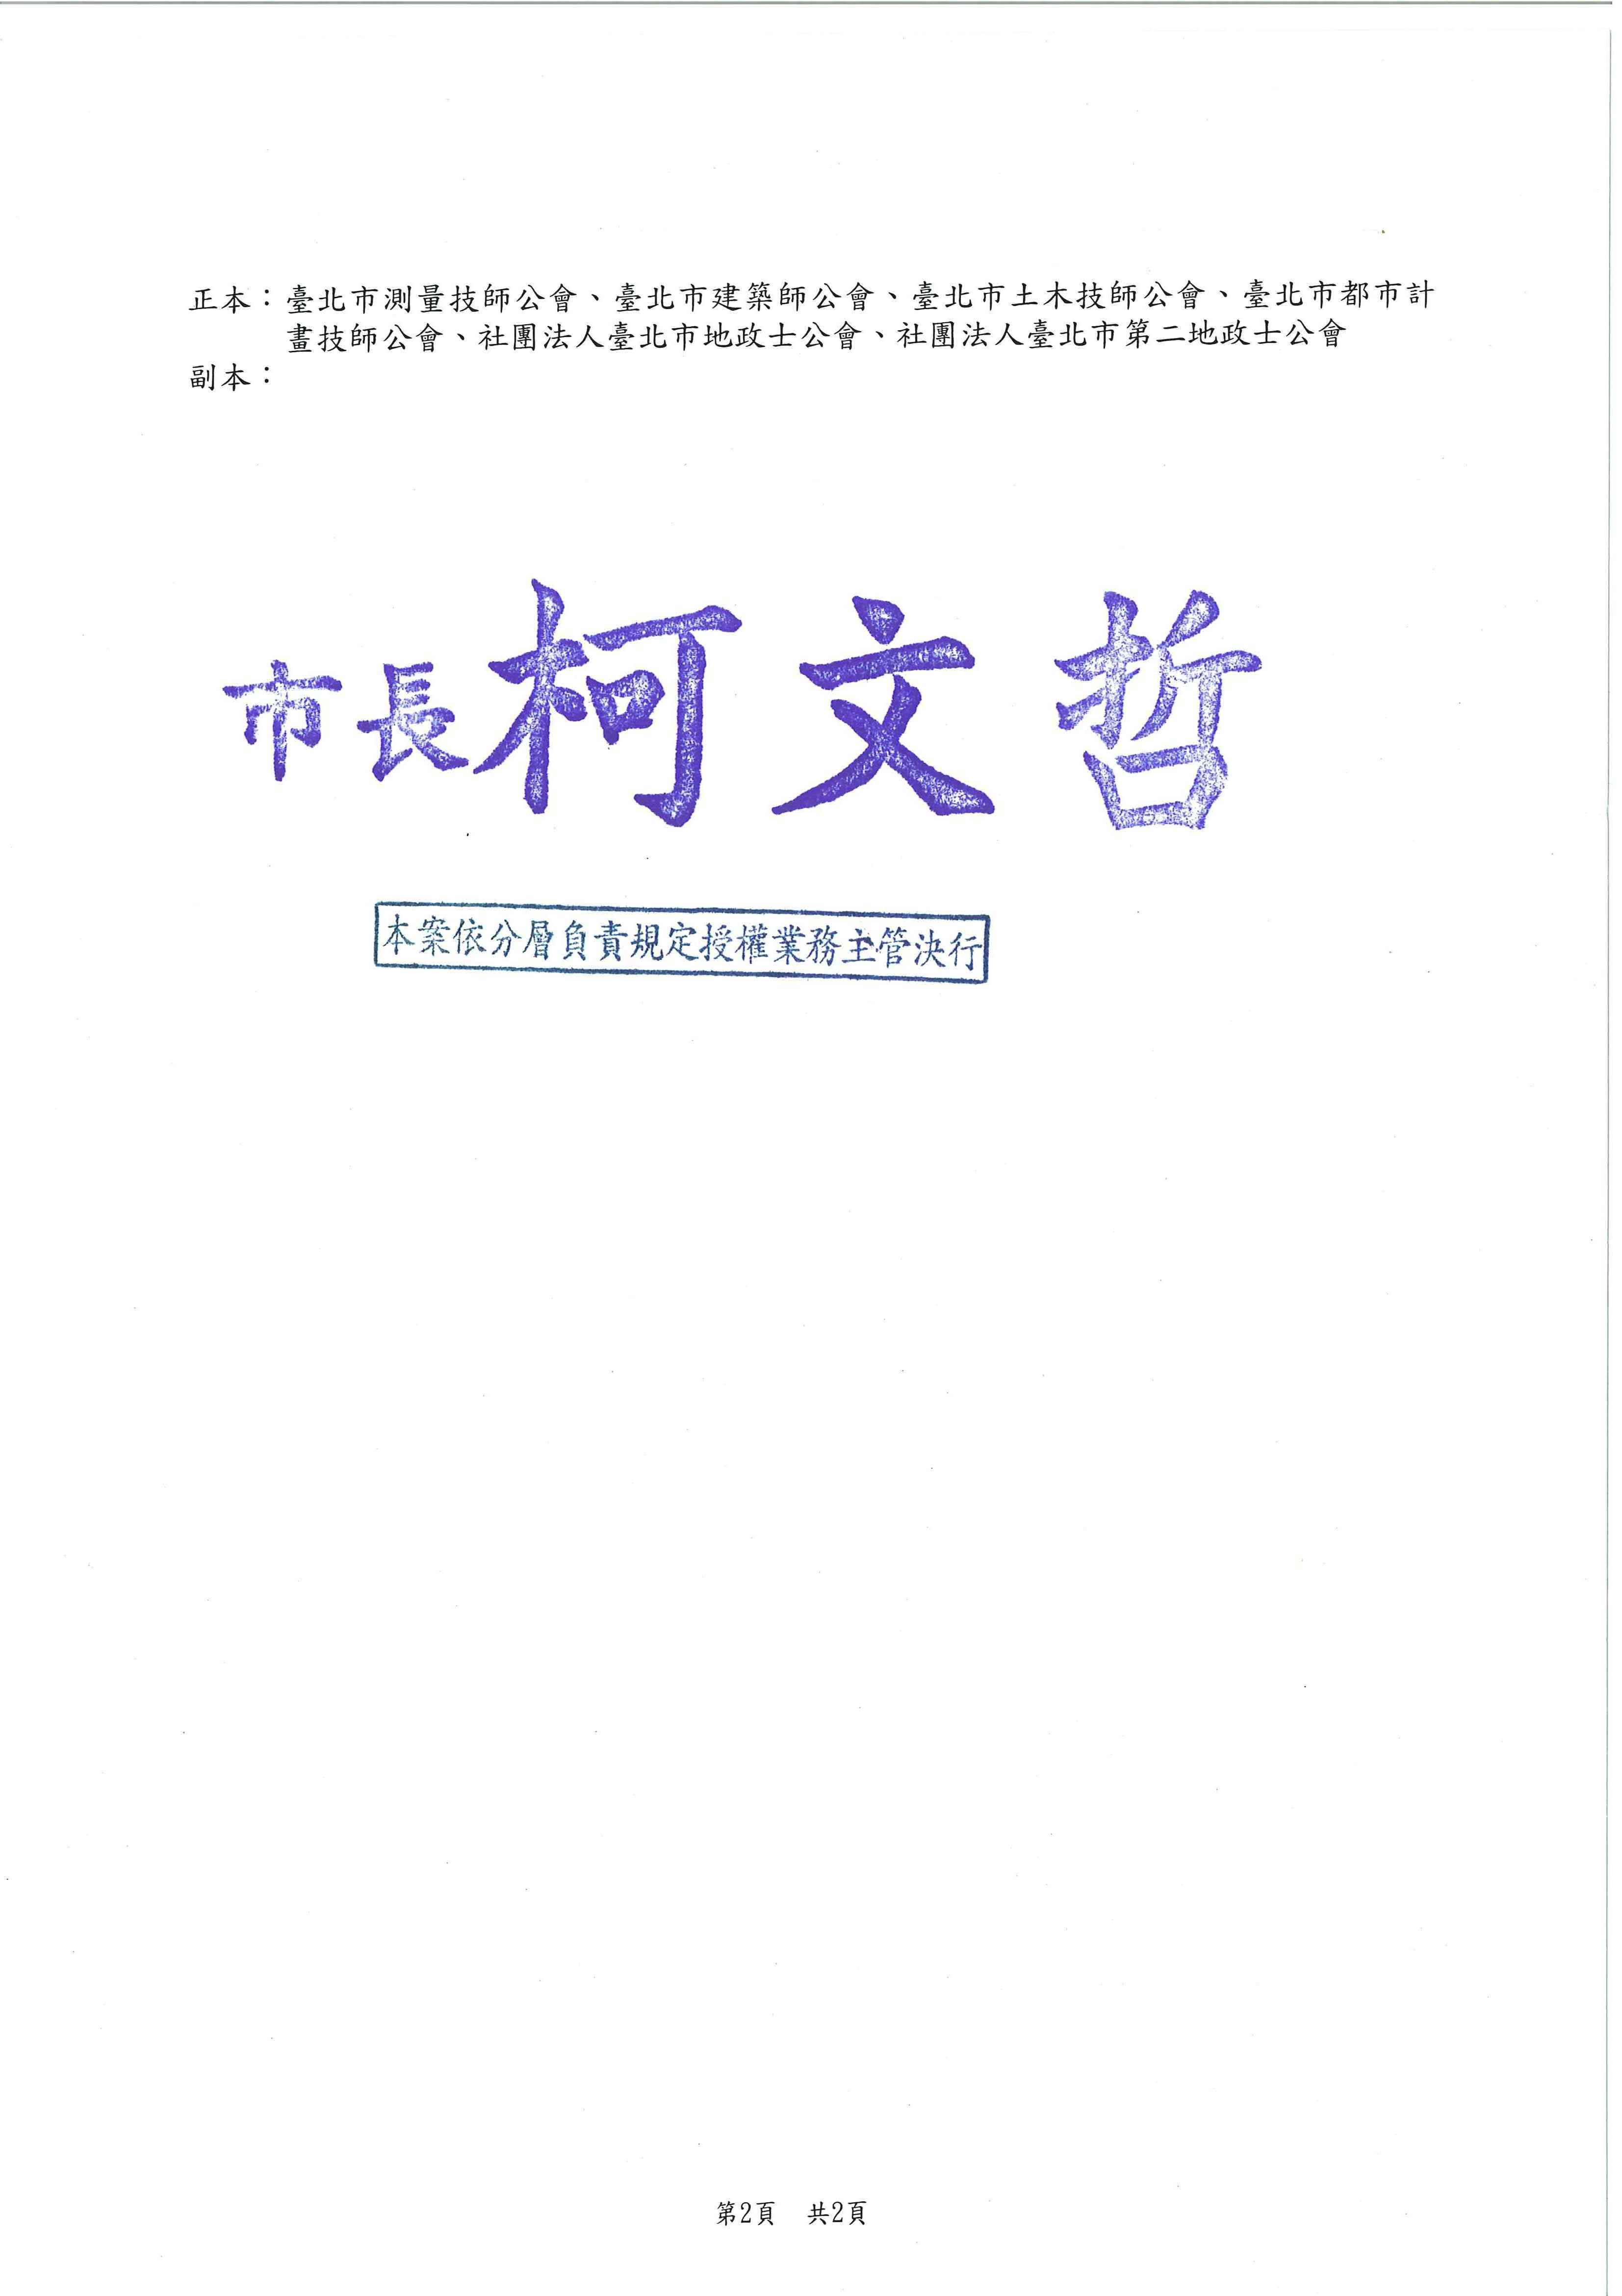 正本：臺北市測量技師公會、臺北市建築師公會、臺北市土木技師公會、臺北市都市計
畫技師公會、社團法人臺北市地政士公會、社團法人臺北市第二地政士公會
副本：
市長柯文哲
本案依分層負責規定授權業務主管決行
第2頁　共2頁